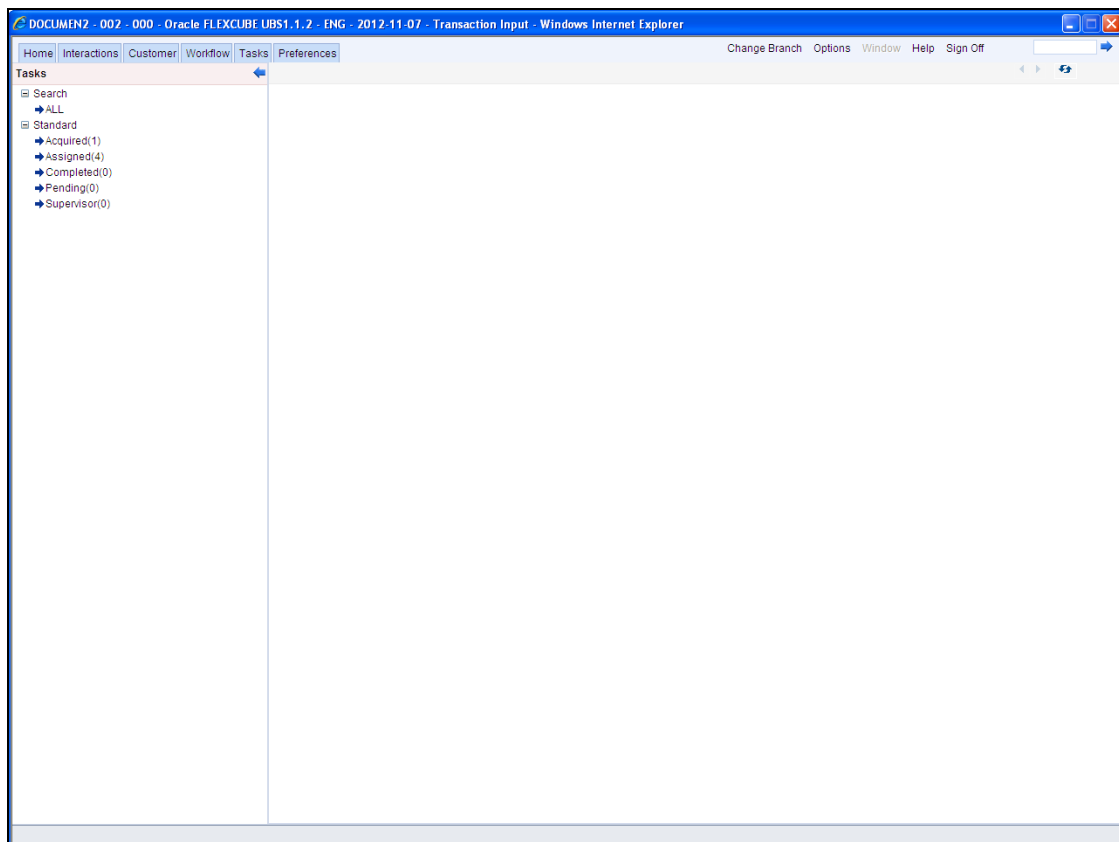 DOCUMEN2 - 002 - 000 - Oracle FLEXCUBE UBS1.1.2 - ENG - 2012-11-07 - Transaction Input - Windows Internet Explorer
Home Interactions Customer Workflow Tasks Preferences Change Branch Options Window Help Sign Off
Tasks
Search
ALL
Standard
Acquired(1)
Assigned(4)
Completed(0)
Pending(0)
Supervisor(0)